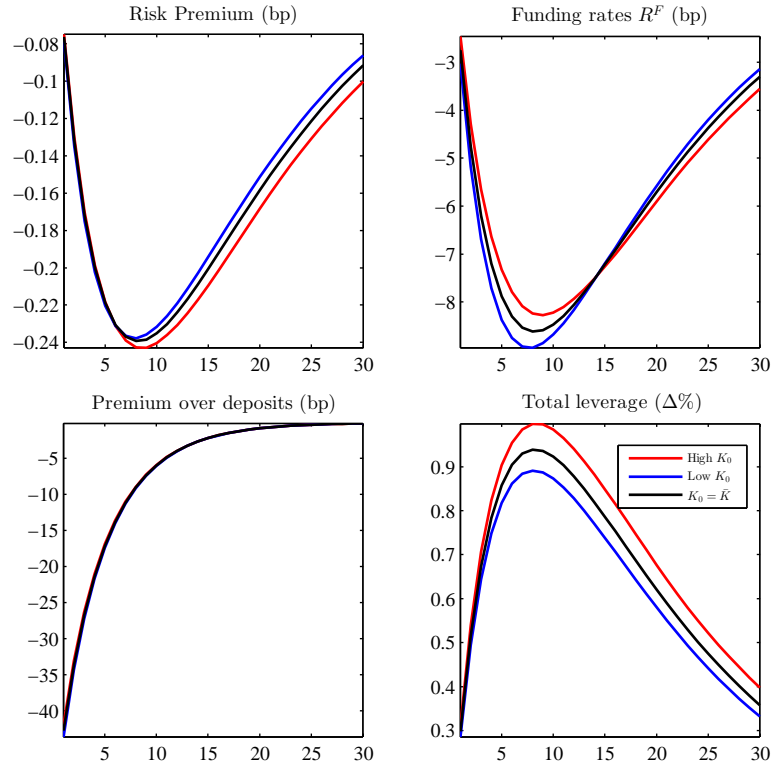 Risk Premium (bp)
−0.08
−0.1
−0.12
−0.14
−0.16
−0.18
−0.2
−0.22
−0.24
5 10 15 20 25 30
Funding rates R^F (bp)
−3
−4
−5
−6
−7
−8
5 10 15 20 25 30
Premium over deposits (bp)
−5
−10
−15
−20
−25
−30
−35
−40
5 10 15 20 25 30
Total leverage (Δ%)
0.9
0.8
0.7
0.6
0.5
0.4
0.3
5 10 15 20 25 30
High K₀
Low K₀
K₀ = K̄